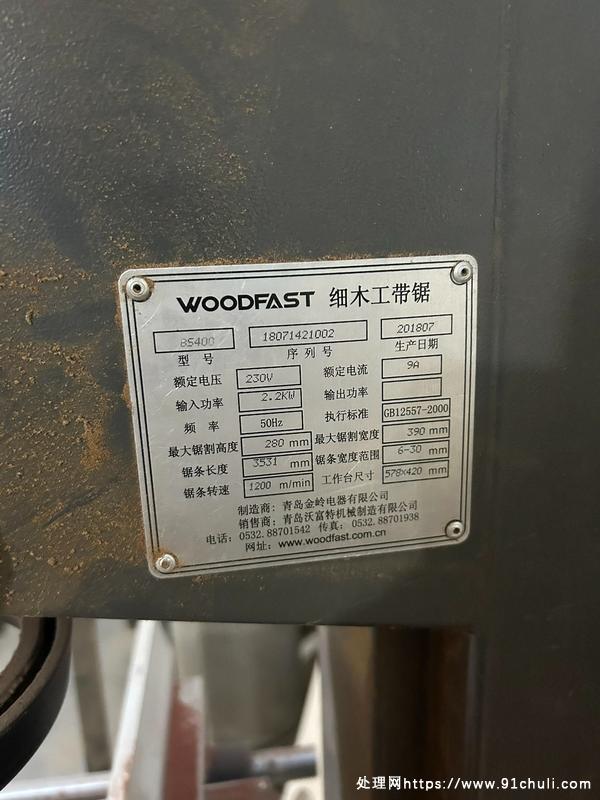 WOODFAST 细木工带锯
BS400 18071421002 201807
型 号 序 列 号 生产日期
额定电压 230V 额定电流 9A
输入功率 2.2KW 输出功率
频 率 50Hz 执行标准 GB12557-2000
最大锯割高度 280 mm 最大锯割宽度 390 mm
锯条长度 3531 mm 锯条宽度范围 6-30 mm
锯条转速 1200 m/min 工作台尺寸 578x420 mm
制造商: 青岛金岭电器有限公司
销售商: 青岛沃富特机械制造有限公司
电话: 0532.88701542 传真: 0532.88701938
网址: www.woodfast.com.cn
处理网https://www.91chuli.com